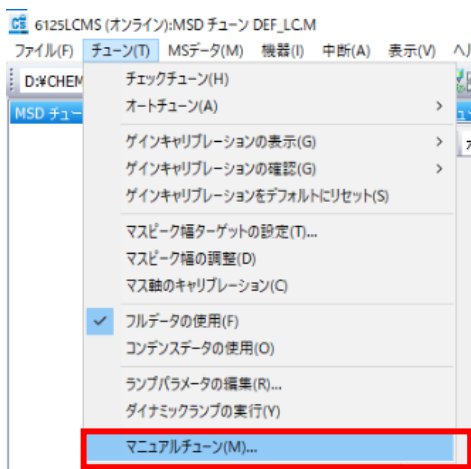 6125LCMS (オンライン):MSD チューン DEF_LC.M
ファイル(F) チューン(T) MSデータ(M) 機器(I) 中断(A) 表示(V)
D:¥CHEM
MSD チュー
チェックチューン(H)
オートチューン(A)
ゲインキャリブレーションの表示(G)
ゲインキャリブレーションの確認(G)
ゲインキャリブレーションをデフォルトにリセット(S)
マスピーク幅ターゲットの設定(T)...
マスピーク幅の調整(D)
マス軸のキャリブレーション(C)
フルデータの使用(F)
コンデンスデータの使用(O)
ランプパラメータの編集(R)...
ダイナミックランプの実行(Y)
マニュアルチューン(M)...